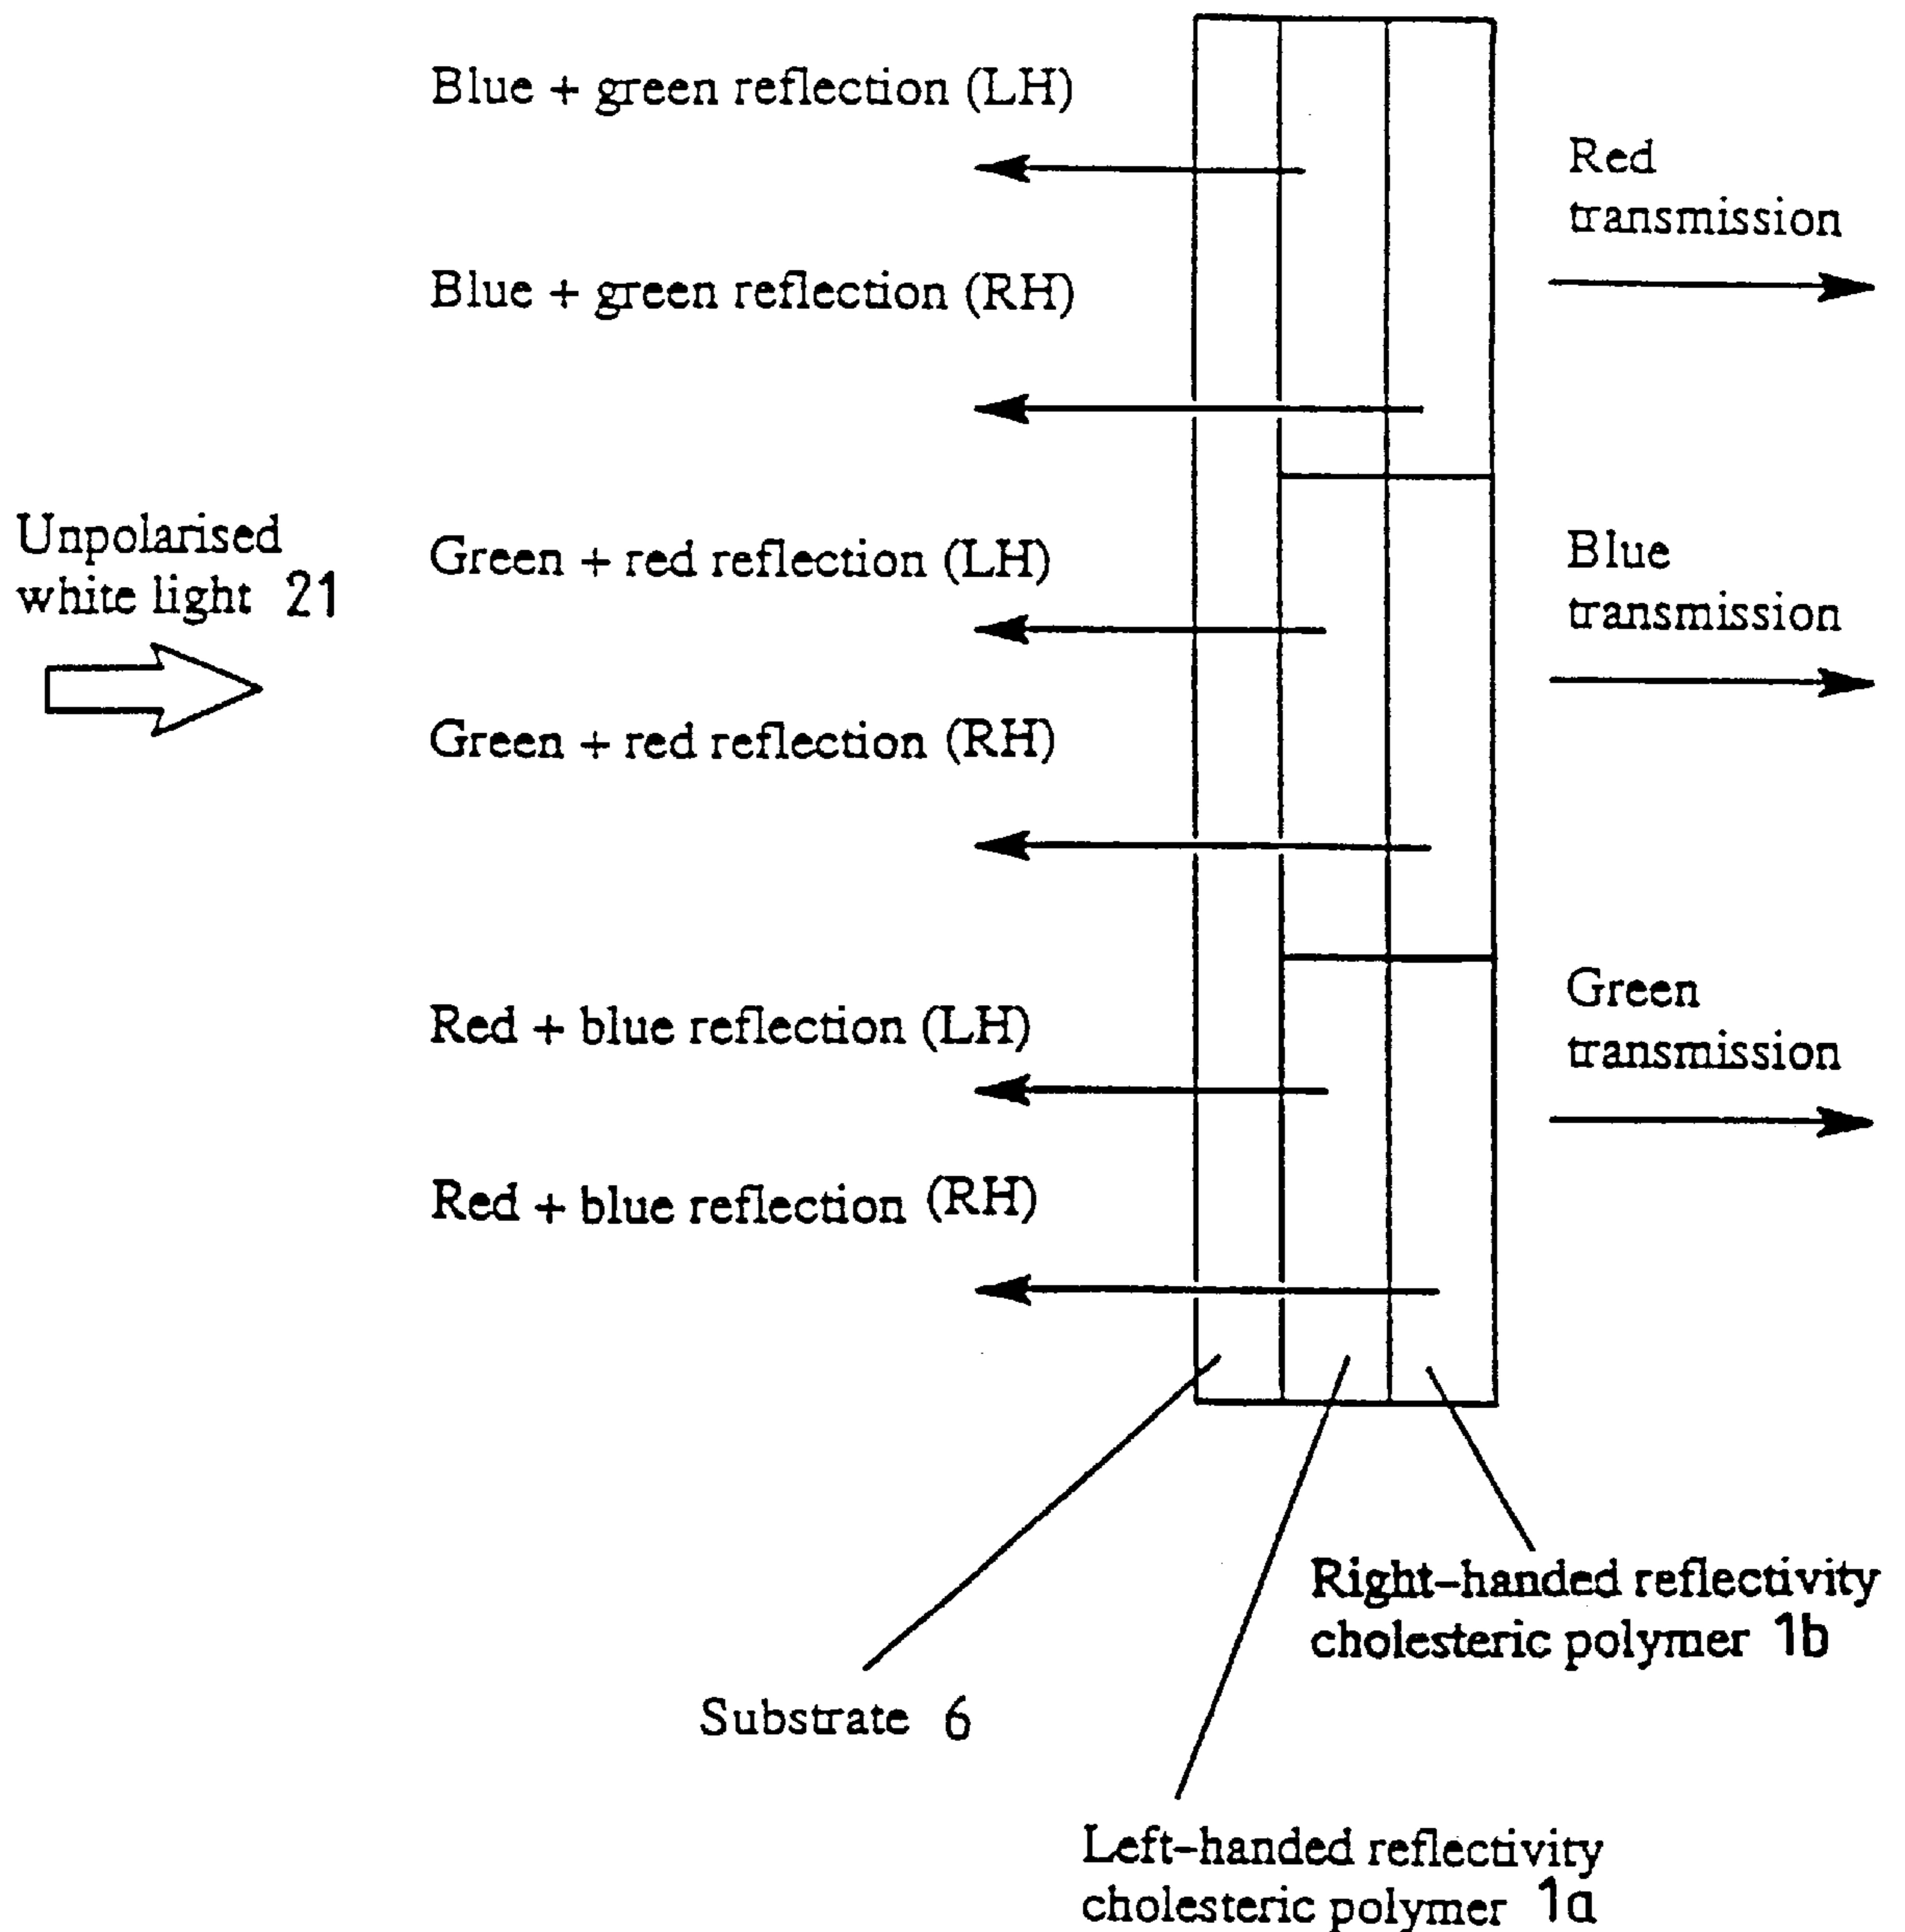 Blue + green reflection (LH)
Red
transmission
Blue + green reflection (RH)
Unpolarised
white light 21
Green + red reflection (LH)
Blue
transmission
Green + red reflection (RH)
Green
transmission
Red + blue reflection (LH)
Red + blue reflection (RH)
Right-handed reflectivity
cholesteric polymer 1b
Substrate 6
Left-handed reflectivity
cholesteric polymer 1a